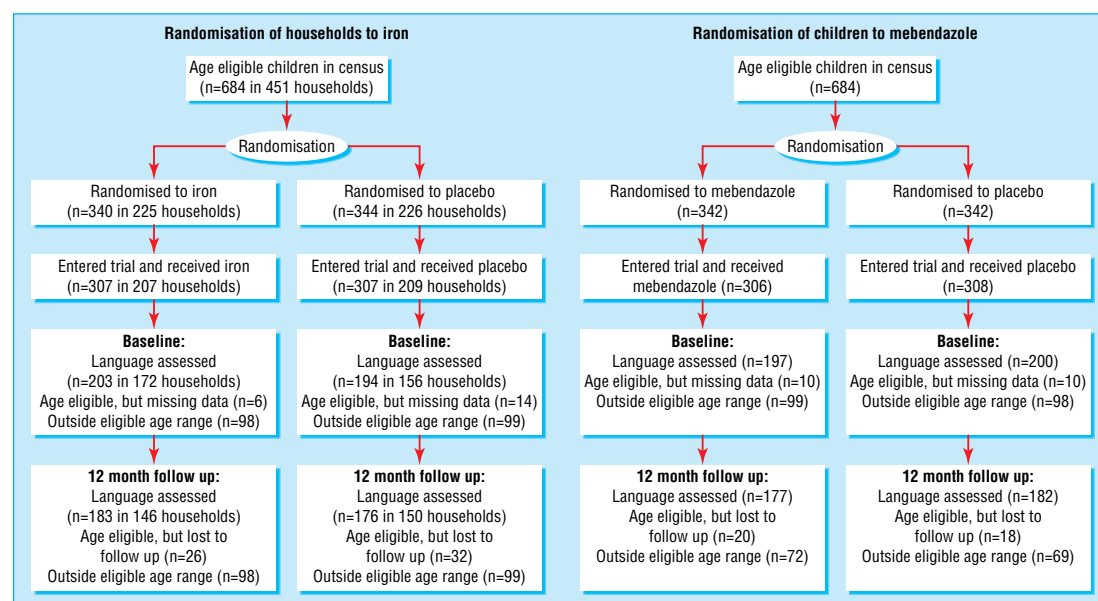 Randomisation of households to iron
Age eligible children in census
(n=684 in 451 households)
Randomisation
Randomised to iron
(n=340 in 225 households)
Randomised to placebo
(n=344 in 226 households)
Entered trial and received iron
(n=307 in 207 households)
Entered trial and received placebo
(n=307 in 209 households)
Baseline:
Language assessed
(n=203 in 172 households)
Age eligible, but missing data (n=6)
Outside eligible age range (n=98)
Baseline:
Language assessed
(n=194 in 156 households)
Age eligible, but missing data (n=14)
Outside eligible age range (n=99)
12 month follow up:
Language assessed
(n=183 in 146 households)
Age eligible, but lost to
follow up (n=26)
Outside eligible age range (n=98)
12 month follow up:
Language assessed
(n=176 in 150 households)
Age eligible, but lost to
follow up (n=32)
Outside eligible age range (n=99)
Randomisation of children to mebendazole
Age eligible children in census
(n=684)
Randomisation
Randomised to mebendazole
(n=342)
Randomised to placebo
(n=342)
Entered trial and received
mebendazole (n=306)
Entered trial and received placebo
(n=308)
Baseline:
Language assessed (n=197)
Age eligible, but missing data (n=10)
Outside eligible age range (n=99)
Baseline:
Language assessed (n=200)
Age eligible, but missing data (n=10)
Outside eligible age range (n=98)
12 month follow up:
Language assessed (n=177)
Age eligible, but lost to
follow up (n=20)
Outside eligible age range (n=72)
12 month follow up:
Language assessed (n=182)
Age eligible, but lost to
follow up (n=18)
Outside eligible age range (n=69)